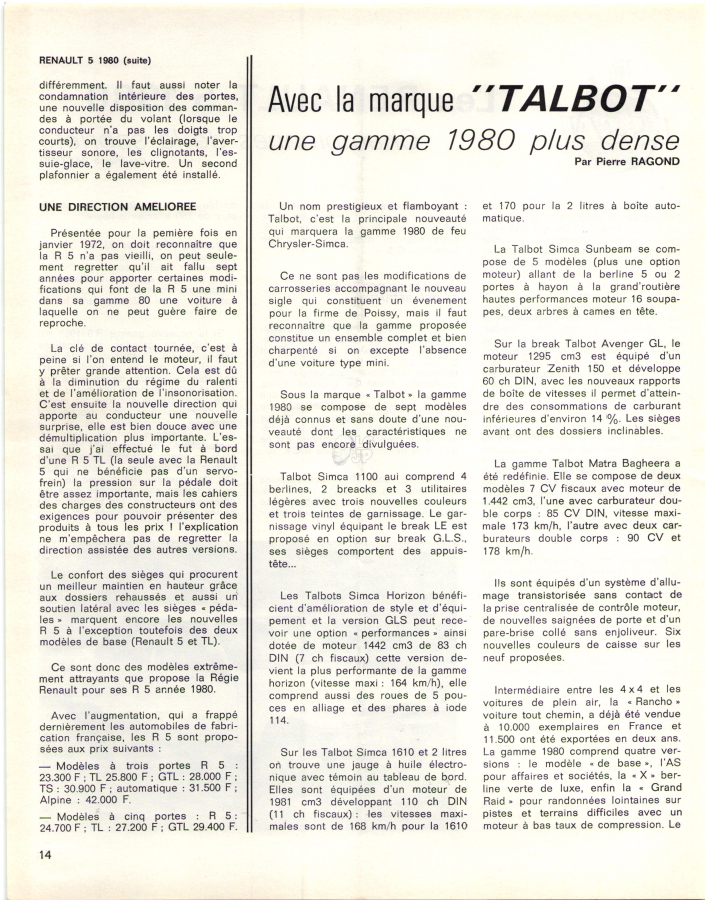 RENAULT 5 1980 (suite)
différemment. Il faut aussi noter la
condamnation intérieure des portes,
une nouvelle disposition des comman-
des à portée du volant (lorsque le
conducteur n'a pas les doigts trop
courts), on trouve l'éclairage, l'aver-
tisseur sonore, les clignotants, l'es-
suie-glace, le lave-vitre. Un second
plafonnier a également été installé.
UNE DIRECTION AMELIOREE
Présentée pour la pemière fois en
janvier 1972, on doit reconnaître que
la R 5 n'a pas vieilli, on peut seule-
ment regretter qu'il ait fallu sept
années pour apporter certaines modi-
fications qui font de la R 5 une mini
dans sa gamme 80 une voiture à
laquelle on ne peut guère faire de
reproche.
La clé de contact tournée, c'est à
peine si l'on entend le moteur, il faut
y prêter grande attention. Cela est dû
à la diminution du régime du ralenti
et de l'amélioration de l'insonorisation.
C'est ensuite la nouvelle direction qui
apporte au conducteur une nouvelle
surprise, elle est bien douce avec une
démultiplication plus importante. L'es-
sai que j'ai effectué le fut à bord
d'une R 5 TL (la seule avec la Renault
5 qui ne bénéficie pas d'un servo-
frein) la pression sur la pédale doit
être assez importante, mais les cahiers
des charges des constructeurs ont des
exigences pour pouvoir présenter des
produits à tous les prix ! l'explication
ne m'empêchera pas de regretter la
direction assistée des autres versions.
Le confort des sièges qui procurent
un meilleur maintien en hauteur grâce
aux dossiers rehaussés et aussi un
soutien latéral avec les sièges « péda-
les » marquent encore les nouvelles
R 5 à l'exception toutefois des deux
modèles de base (Renault 5 et TL).
Ce sont donc des modèles extrême-
ment attrayants que propose la Régie
Renault pour ses R 5 année 1980.
Avec l'augmentation, qui a frappé
dernièrement les automobiles de fabri-
cation française, les R 5 sont propo-
sées aux prix suivants :
— Modèles à trois portes R 5 :
23.300 F ; TL 25.800 F ; GTL : 28.000 F ;
TS : 30.900 F ; automatique : 31.500 F ;
Alpine : 42.000 F.
— Modèles à cinq portes : R 5 :
24.700 F ; TL : 27.200 F ; GTL 29.400 F.
14
Avec la marque "TALBOT"
une gamme 1980 plus dense
Par Pierre RAGOND
Un nom prestigieux et flamboyant :
Talbot, c'est la principale nouveauté
qui marquera la gamme 1980 de feu
Chrysler-Simca.
Ce ne sont pas les modifications de
carrosseries accompagnant le nouveau
sigle qui constituent un évenement
pour la firme de Poissy, mais il faut
reconnaître que la gamme proposée
constitue un ensemble complet et bien
charpenté si on excepte l'absence
d'une voiture type mini.
Sous la marque « Talbot » la gamme
1980 se compose de sept modèles
déjà connus et sans doute d'une nou-
veauté dont les caractéristiques ne
sont pas encore divulguées.
Talbot Simca 1100 aui comprend 4
berlines, 2 breacks et 3 utilitaires
légères avec trois nouvelles couleurs
et trois teintes de garnissage. Le gar-
nissage vinyl équipant le break LE est
proposé en option sur break G.L.S.,
ses sièges comportent des appuis-
tête...
Les Talbots Simca Horizon bénéfi-
cient d'amélioration de style et d'équi-
pement et la version GLS peut rece-
voir une option « performances » ainsi
dotée de moteur 1442 cm3 de 83 ch
DIN (7 ch fiscaux) cette version de-
vient la plus performante de la gamme
horizon (vitesse maxi : 164 km/h), elle
comprend aussi des roues de 5 pou-
ces en alliage et des phares à iode
114.
Sur les Talbot Simca 1610 et 2 litres
on trouve une jauge à huile électro-
nique avec témoin au tableau de bord.
Elles sont équipées d'un moteur de
1981 cm3 développant 110 ch DIN
(11 ch fiscaux) : les vitesses maxi-
males sont de 168 km/h pour la 1610
et 170 pour la 2 litres à boîte auto-
matique.
La Talbot Simca Sunbeam se com-
pose de 5 modèles (plus une option
moteur) allant de la berline 5 ou 2
portes à hayon à la grand'routière
hautes performances moteur 16 soupa-
pes, deux arbres à cames en tête.
Sur la break Talbot Avenger GL, le
moteur 1295 cm3 est équipé d'un
carburateur Zenith 150 et développe
60 ch DIN, avec les nouveaux rapports
de boîte de vitesses il permet d'attein-
dre des consommations de carburant
inférieures d'environ 14 %. Les sièges
avant ont des dossiers inclinables.
La gamme Talbot Matra Bagheera a
été redéfinie. Elle se compose de deux
modèles 7 CV fiscaux avec moteur de
1.442 cm3, l'une avec carburateur dou-
ble corps : 85 CV DIN, vitesse maxi-
male 173 km/h, l'autre avec deux car-
burateurs double corps : 90 CV et
178 km/h.
Ils sont équipés d'un système d'allu-
mage transistorisée sans contact de
la prise centralisée de contrôle moteur,
de nouvelles saignées de porte et d'un
pare-brise collé sans enjoliveur. Six
nouvelles couleurs de caisse sur les
neuf proposées.
Intermédiaire entre les 4 x 4 et les
voitures de plein air, la « Rancho »
voiture tout chemin, a déjà été vendue
à 10.000 exemplaires en France et
11.500 ont été exportées en deux ans.
La gamme 1980 comprend quatre ver-
sions : le modèle « de base », l'AS
pour affaires et sociétés, la « X » ber-
line verte de luxe, enfin la « Grand
Raid » pour randonnées lointaines sur
pistes et terrains difficiles avec un
moteur à bas taux de compression. Le